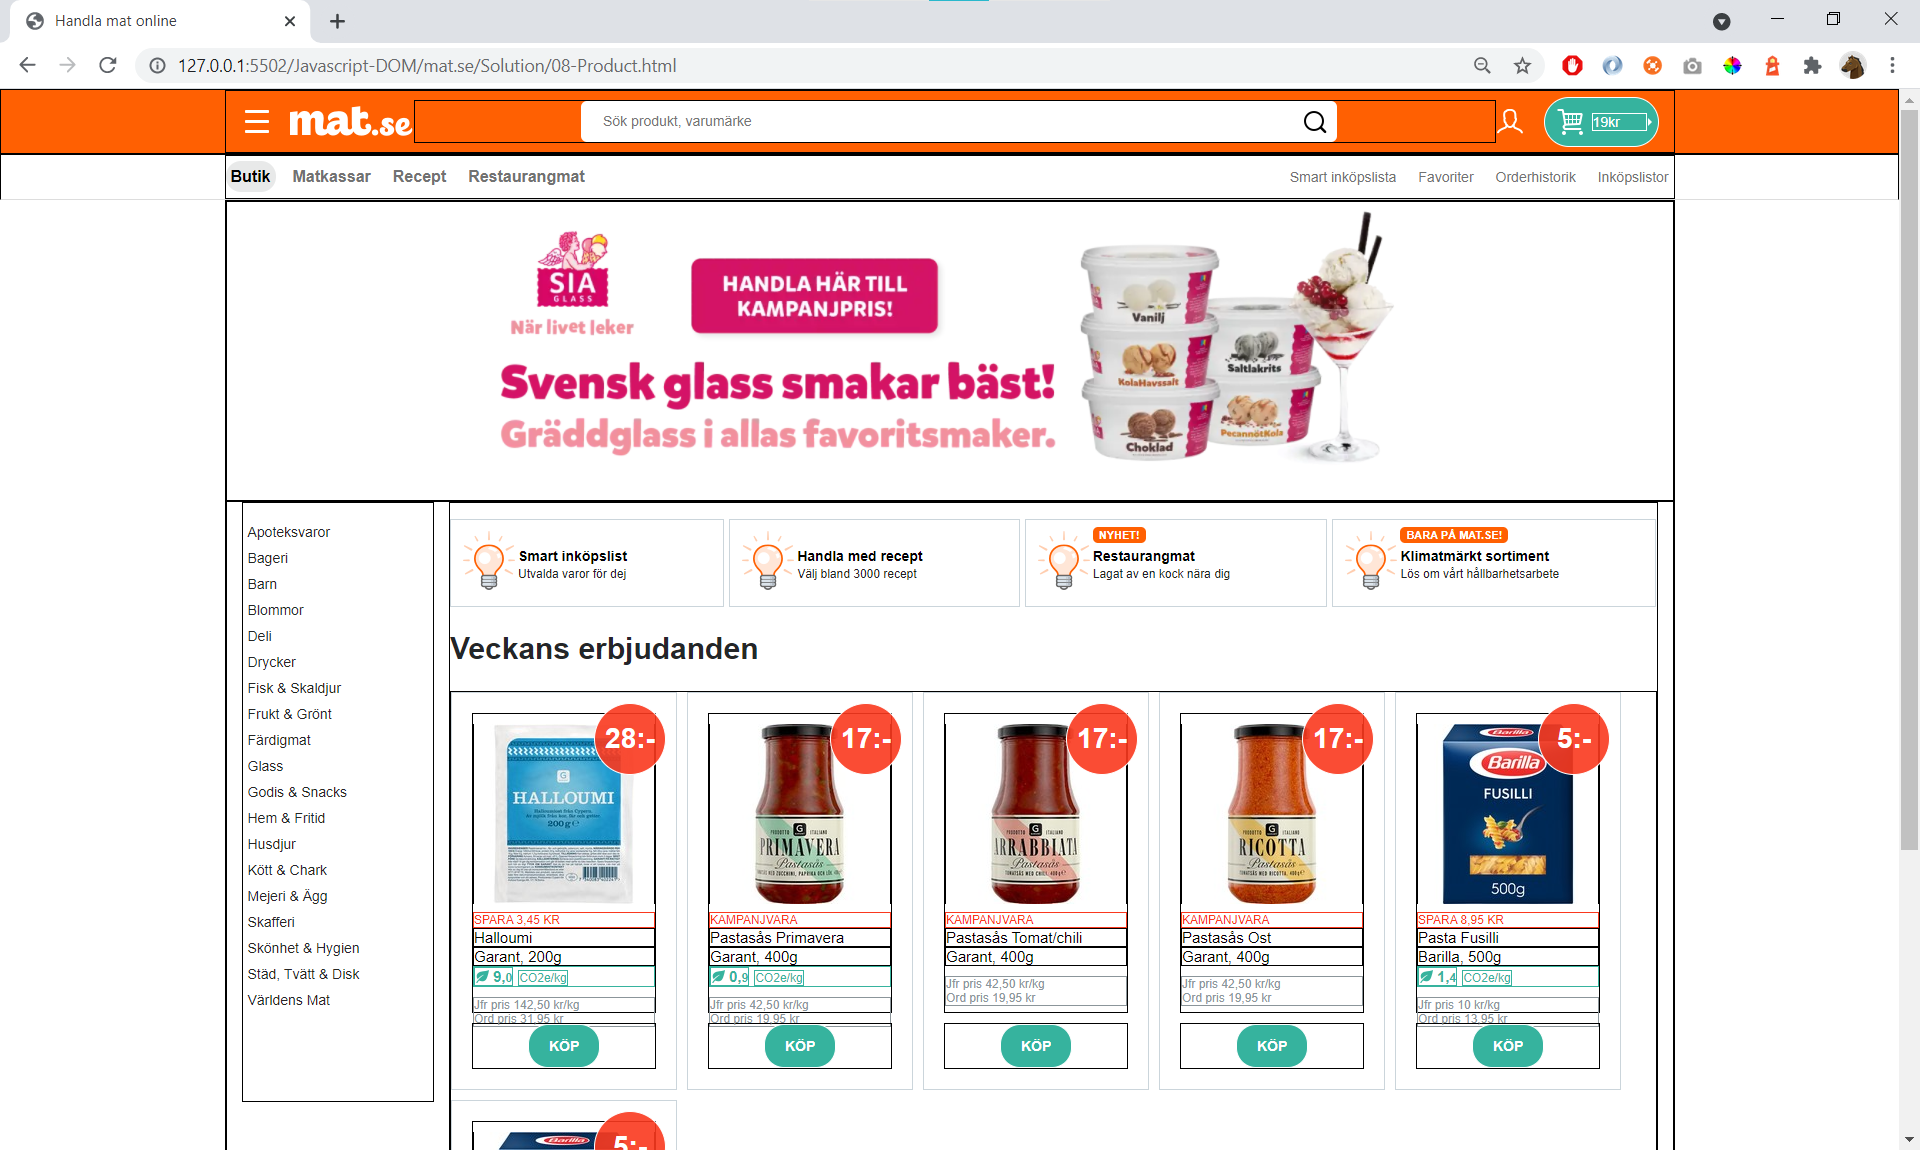 Handla mat online
127.0.0.1:5502/Javascript-DOM/mat.se/Solution/08-Product.html
mat.se
Sök produkt, varumärke
19kr
Butik Matkassar Recept Restaurangmat
Smart inköpslista Favoriter Orderhistorik Inköpslistor
SIA
GLASS
När livet leker
HANDLA HÄR TILL
KAMPANJPRIS!
Svensk glass smakar bäst!
Gräddglass i allas favoritsmaker.
Vanilj
KolaHavssalt
Saltlakrits
Choklad
PecannötKola
Apoteksvaror
Bageri
Barn
Blommor
Deli
Drycker
Fisk & Skaldjur
Frukt & Grönt
Färdigmat
Glass
Godis & Snacks
Hem & Fritid
Husdjur
Kött & Chark
Mejeri & Ägg
Skafferi
Skönhet & Hygien
Städ, Tvätt & Disk
Världens Mat
Smart inköpslist
Utvalda varor för dej
Handla med recept
Välj bland 3000 recept
NYHET!
Restaurangmat
Lagat av en kock nära dig
BARA PÅ MAT.SE!
Klimatmärkt sortiment
Lös om vårt hållbarhetsarbete
Veckans erbjudanden
28:-
G
HALLOUMI
200 g
SPARA 3,45 KR
Halloumi
Garant, 200g
9,0 CO2e/kg
Jfr pris 142,50 kr/kg
Ord pris 31,95 kr
KÖP
17:-
PRODOTTO G ITALIANO
PRIMAVERA
Pastasås
KAMPANJVARA
Pastasås Primavera
Garant, 400g
0,9 CO2e/kg
Jfr pris 42,50 kr/kg
Ord pris 19,95 kr
KÖP
17:-
PRODOTTO G ITALIANO
ARRABBIATA
Pastasås
KAMPANJVARA
Pastasås Tomat/chili
Garant, 400g
Jfr pris 42,50 kr/kg
Ord pris 19,95 kr
KÖP
17:-
PRODOTTO G ITALIANO
RICOTTA
Pastasås
KAMPANJVARA
Pastasås Ost
Garant, 400g
Jfr pris 42,50 kr/kg
Ord pris 19,95 kr
KÖP
5:-
Barilla
Barilla
FUSILLI
500g
SPARA 8,95 KR
Pasta Fusilli
Barilla, 500g
1,4 CO2e/kg
Jfr pris 10 kr/kg
Ord pris 13,95 kr
KÖP
5:-
Barilla